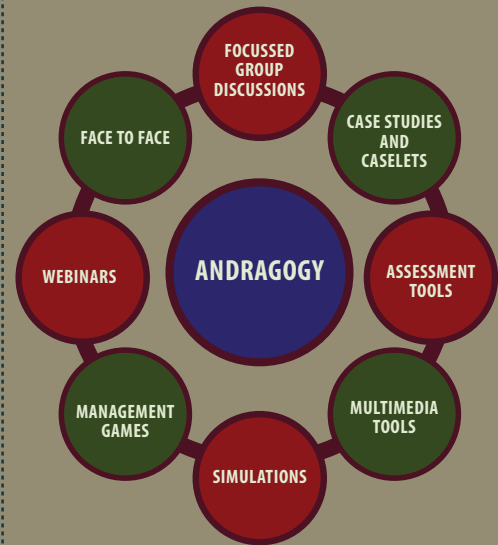 FOCUSSED
GROUP
DISCUSSIONS
FACE TO FACE
CASE STUDIES
AND
CASELETS
ANDRAGOGY
WEBINARS
ASSESSMENT
TOOLS
MANAGEMENT
GAMES
MULTIMEDIA
TOOLS
SIMULATIONS